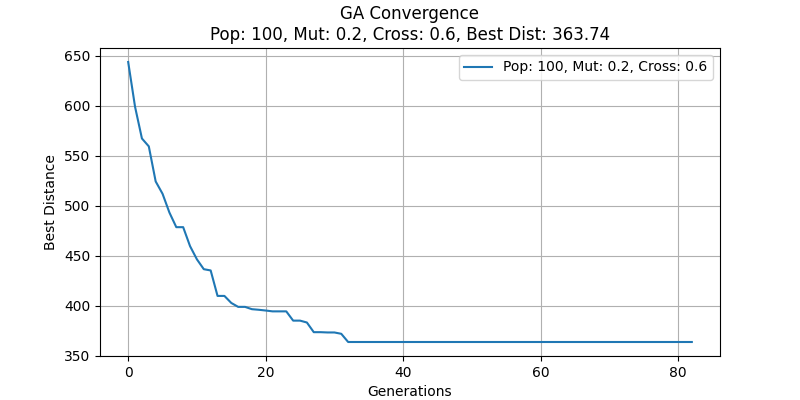 GA Convergence
Pop: 100, Mut: 0.2, Cross: 0.6, Best Dist: 363.74
Pop: 100, Mut: 0.2, Cross: 0.6
Best Distance
650
600
550
500
450
400
350
0 20 40 60 80
Generations